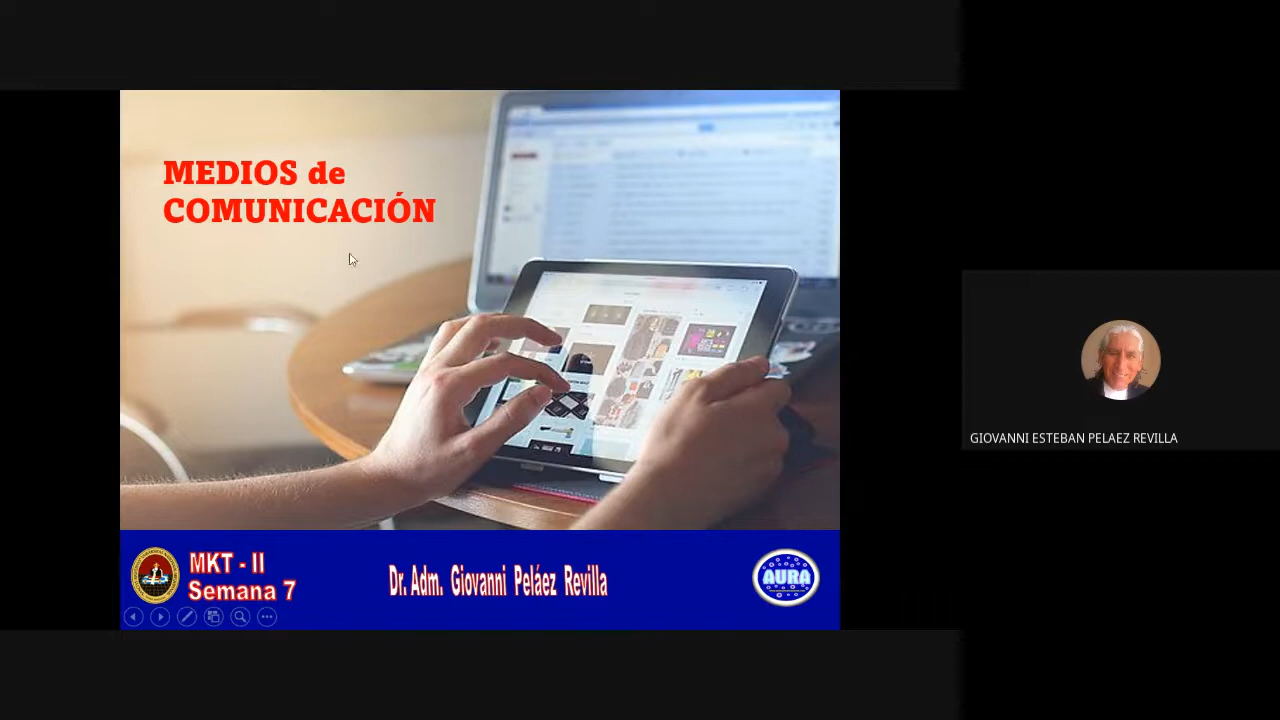 MEDIOS de
COMUNICACIÓN
MKT - II
Semana 7
Dr. Adm. Giovanni Peláez Revilla
AURA
GIOVANNI ESTEBAN PELAEZ REVILLA